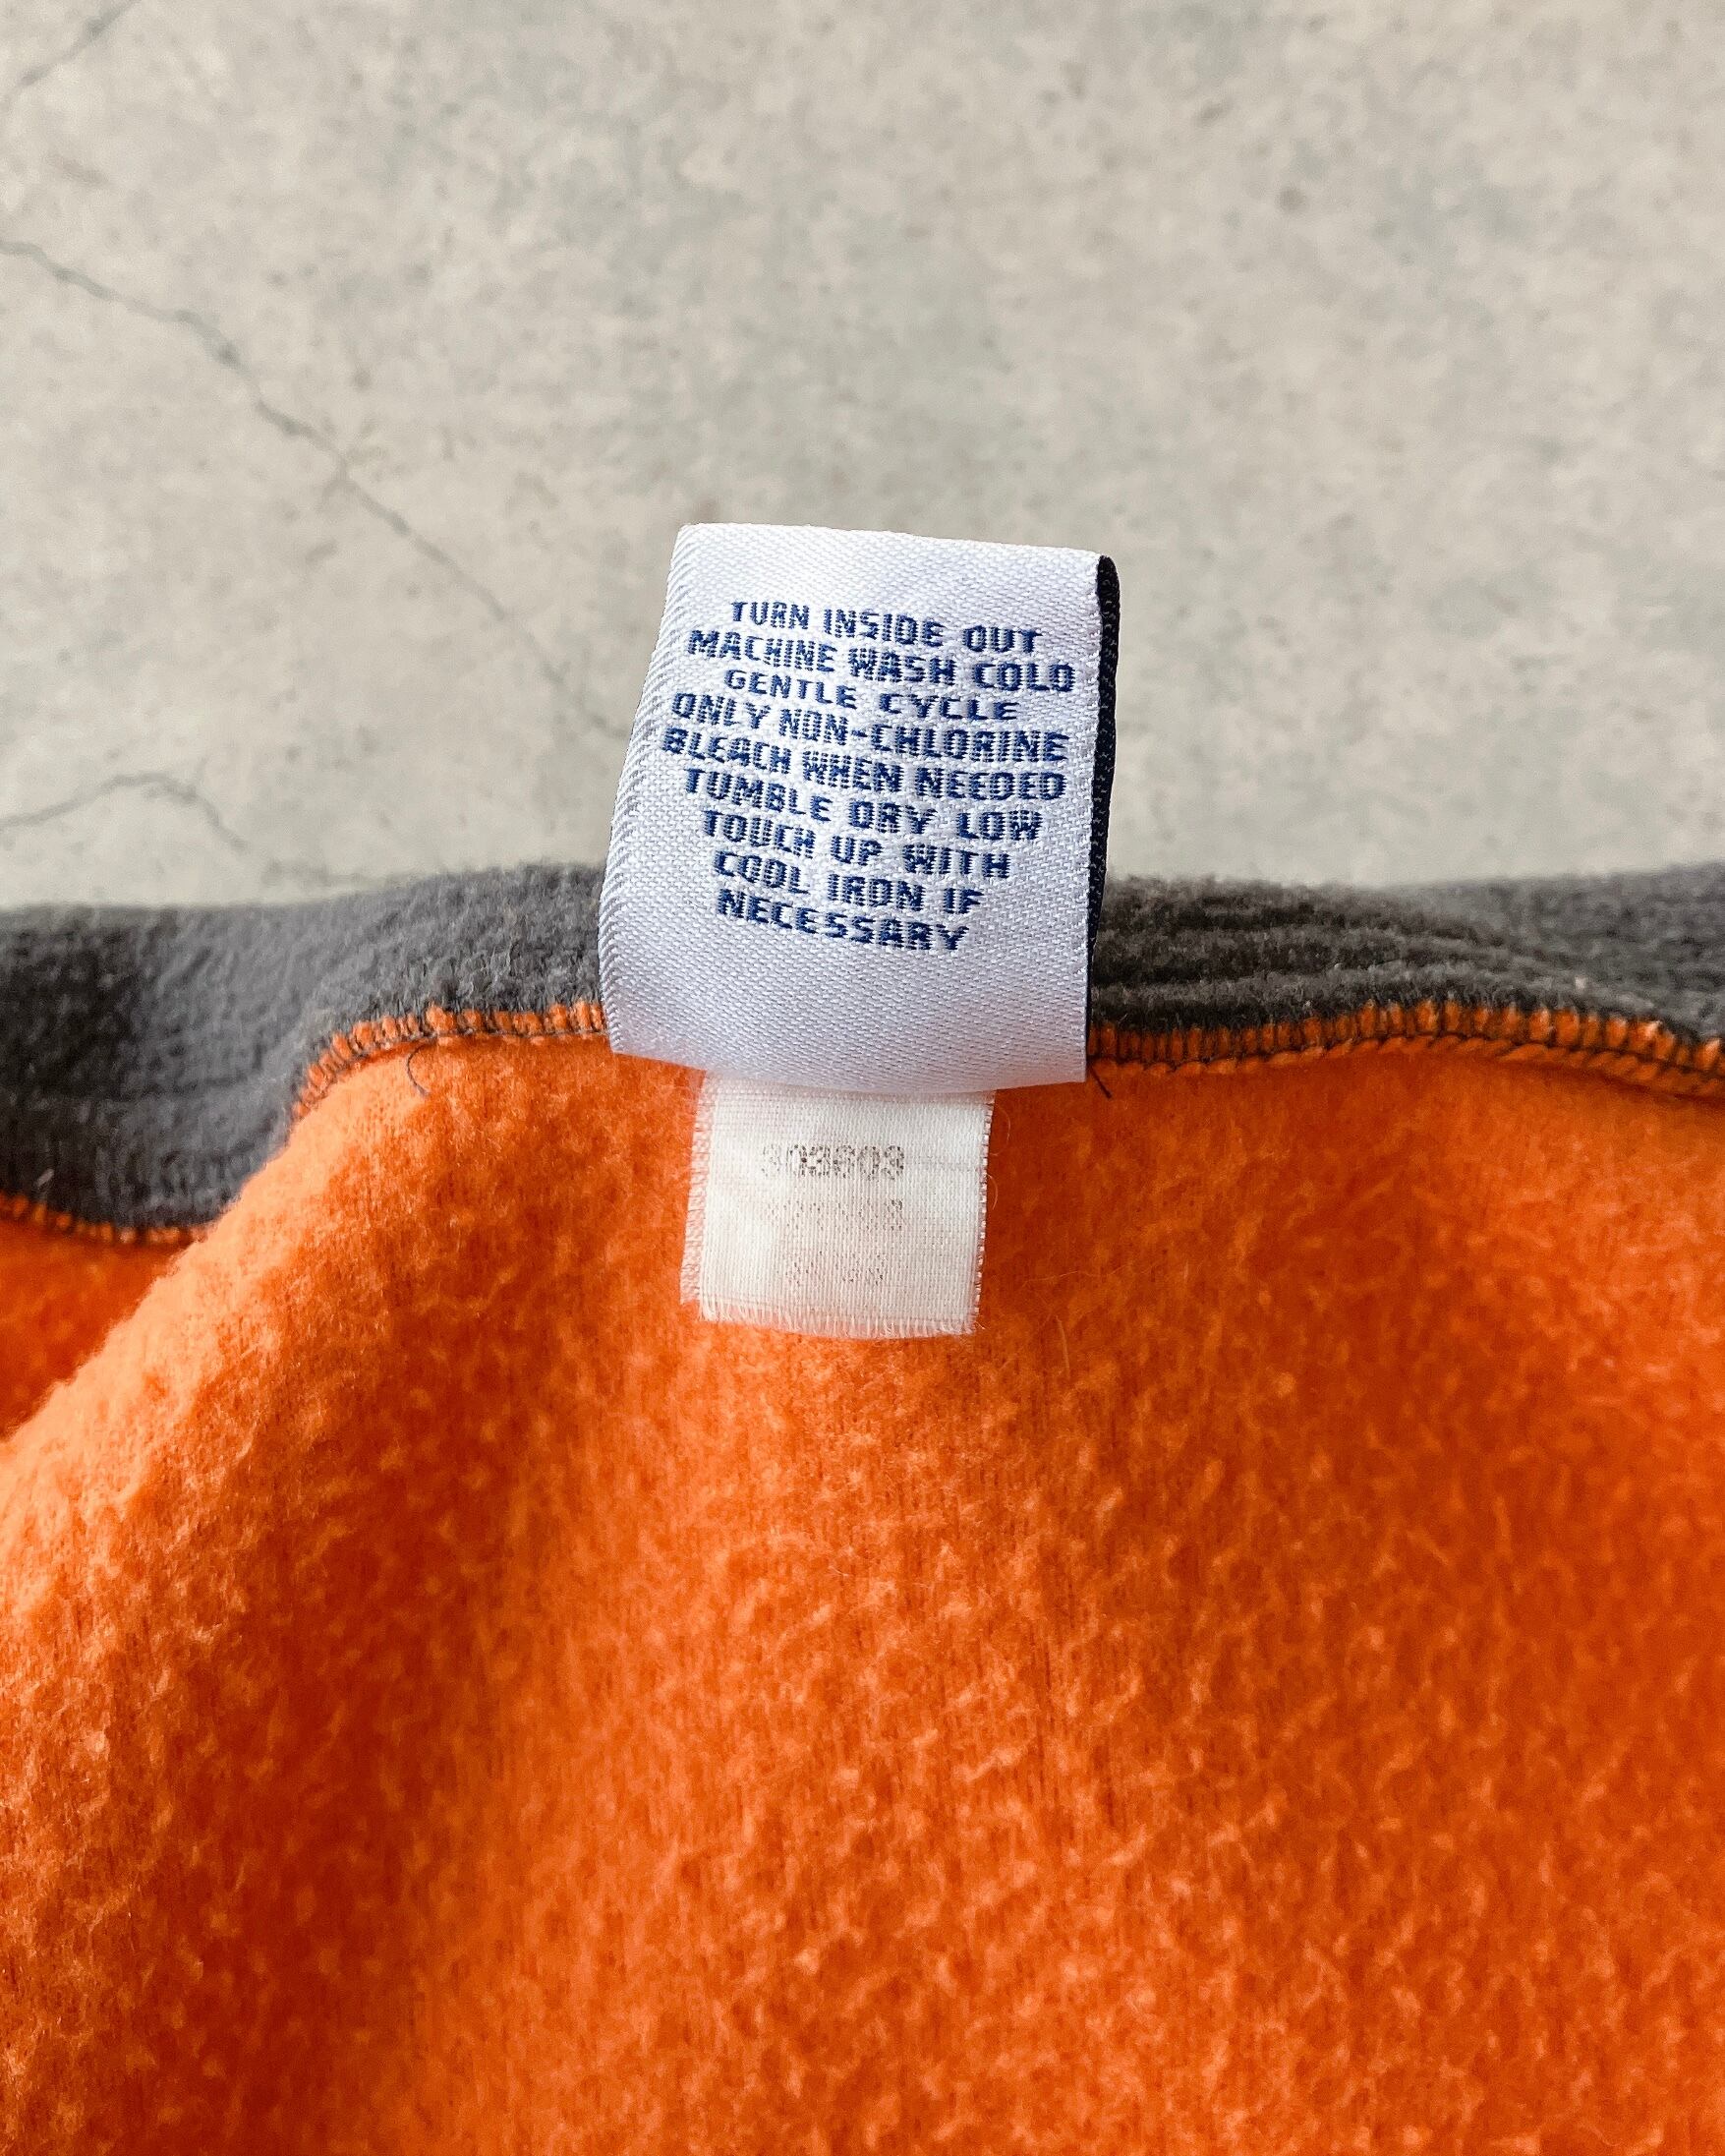 TURN INSIDE OUT
MACHINE WASH COLD
GENTLE CYCLE
ONLY NON-CHLORINE
BLEACH WHEN NEEDED
TUMBLE DRY LOW
TOUCH UP WITH
COOL IRON IF
NECESSARY
303603